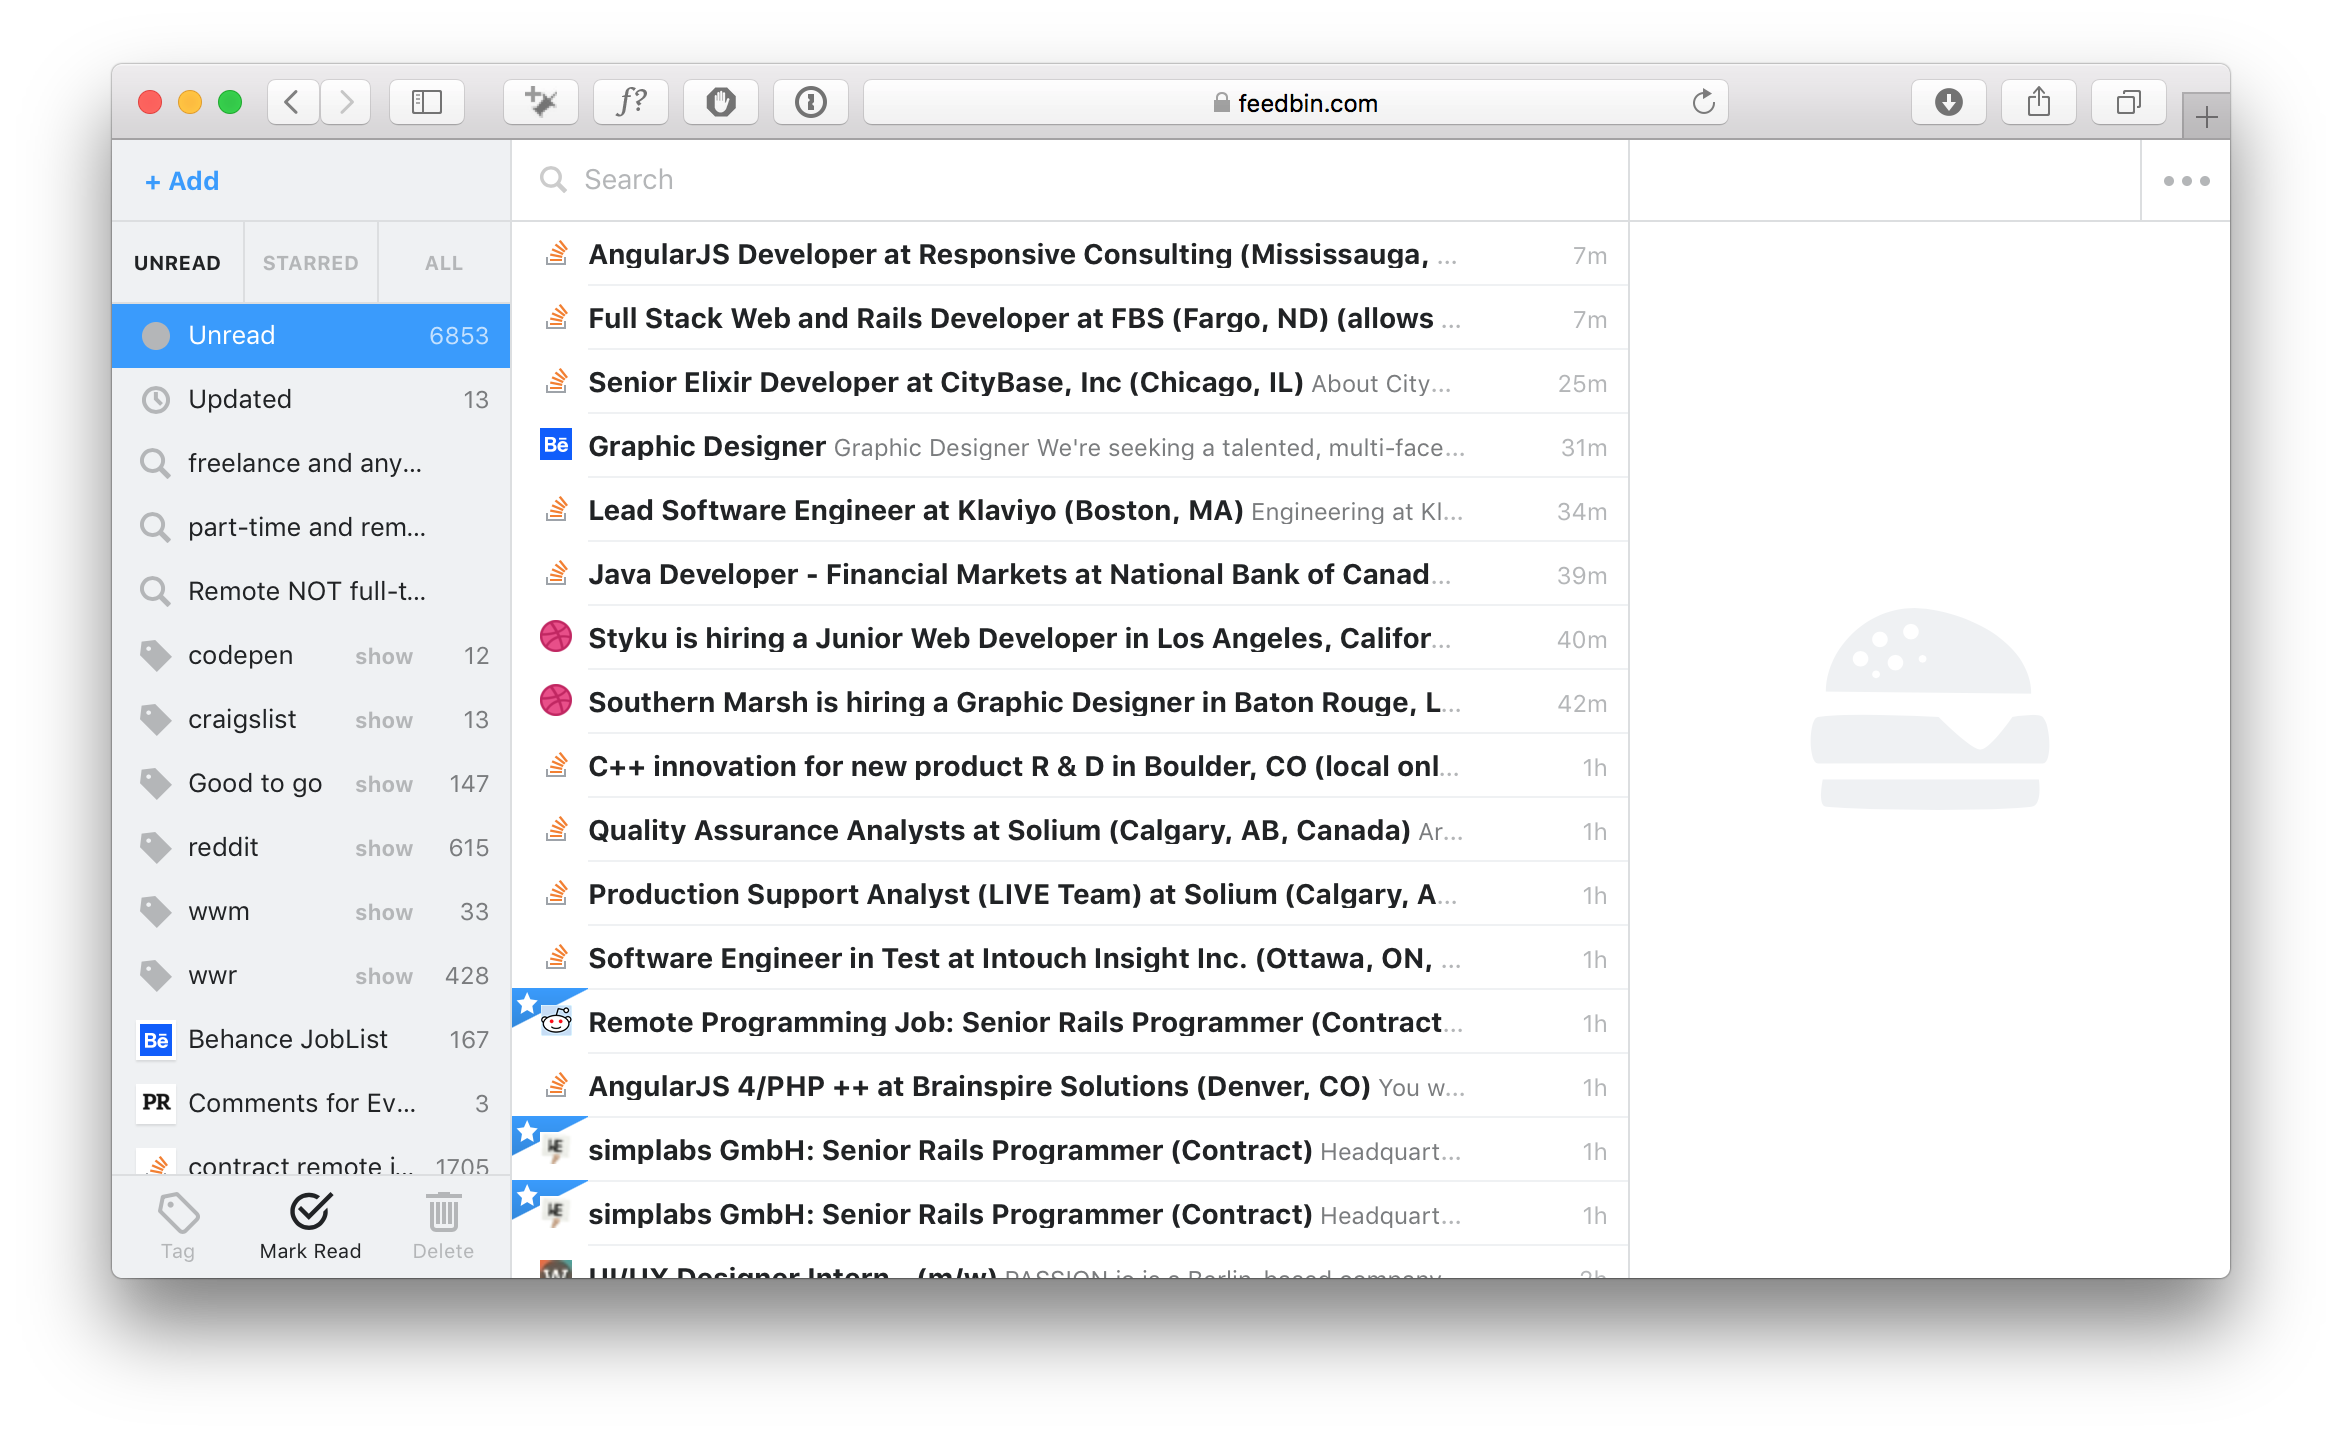 f?
feedbin.com
+ Add
Search
UNREAD
STARRED
ALL
Unread 6853
Updated 13
freelance and any...
part-time and rem...
Remote NOT full-t...
codepen show 12
craigslist show 13
Good to go show 147
reddit show 615
wwm show 33
wwr show 428
Bē Behance JobList 167
PR Comments for Ev... 3
contract remote j... 1705
Tag
Mark Read
Delete
AngularJS Developer at Responsive Consulting (Mississauga, ... 7m
Full Stack Web and Rails Developer at FBS (Fargo, ND) (allows ... 7m
Senior Elixir Developer at CityBase, Inc (Chicago, IL) About City... 25m
Bē Graphic Designer Graphic Designer We're seeking a talented, multi-face... 31m
Lead Software Engineer at Klaviyo (Boston, MA) Engineering at Kl... 34m
Java Developer - Financial Markets at National Bank of Canad... 39m
Styku is hiring a Junior Web Developer in Los Angeles, Califor... 40m
Southern Marsh is hiring a Graphic Designer in Baton Rouge, L... 42m
C++ innovation for new product R & D in Boulder, CO (local onl... 1h
Quality Assurance Analysts at Solium (Calgary, AB, Canada) Ar... 1h
Production Support Analyst (LIVE Team) at Solium (Calgary, A... 1h
Software Engineer in Test at Intouch Insight Inc. (Ottawa, ON, ... 1h
Remote Programming Job: Senior Rails Programmer (Contract... 1h
AngularJS 4/PHP ++ at Brainspire Solutions (Denver, CO) You w... 1h
simplabs GmbH: Senior Rails Programmer (Contract) Headquart... 1h
simplabs GmbH: Senior Rails Programmer (Contract) Headquart... 1h
UI/UX Designer Intern (m/w) PASSION.io is a Berlin-based company